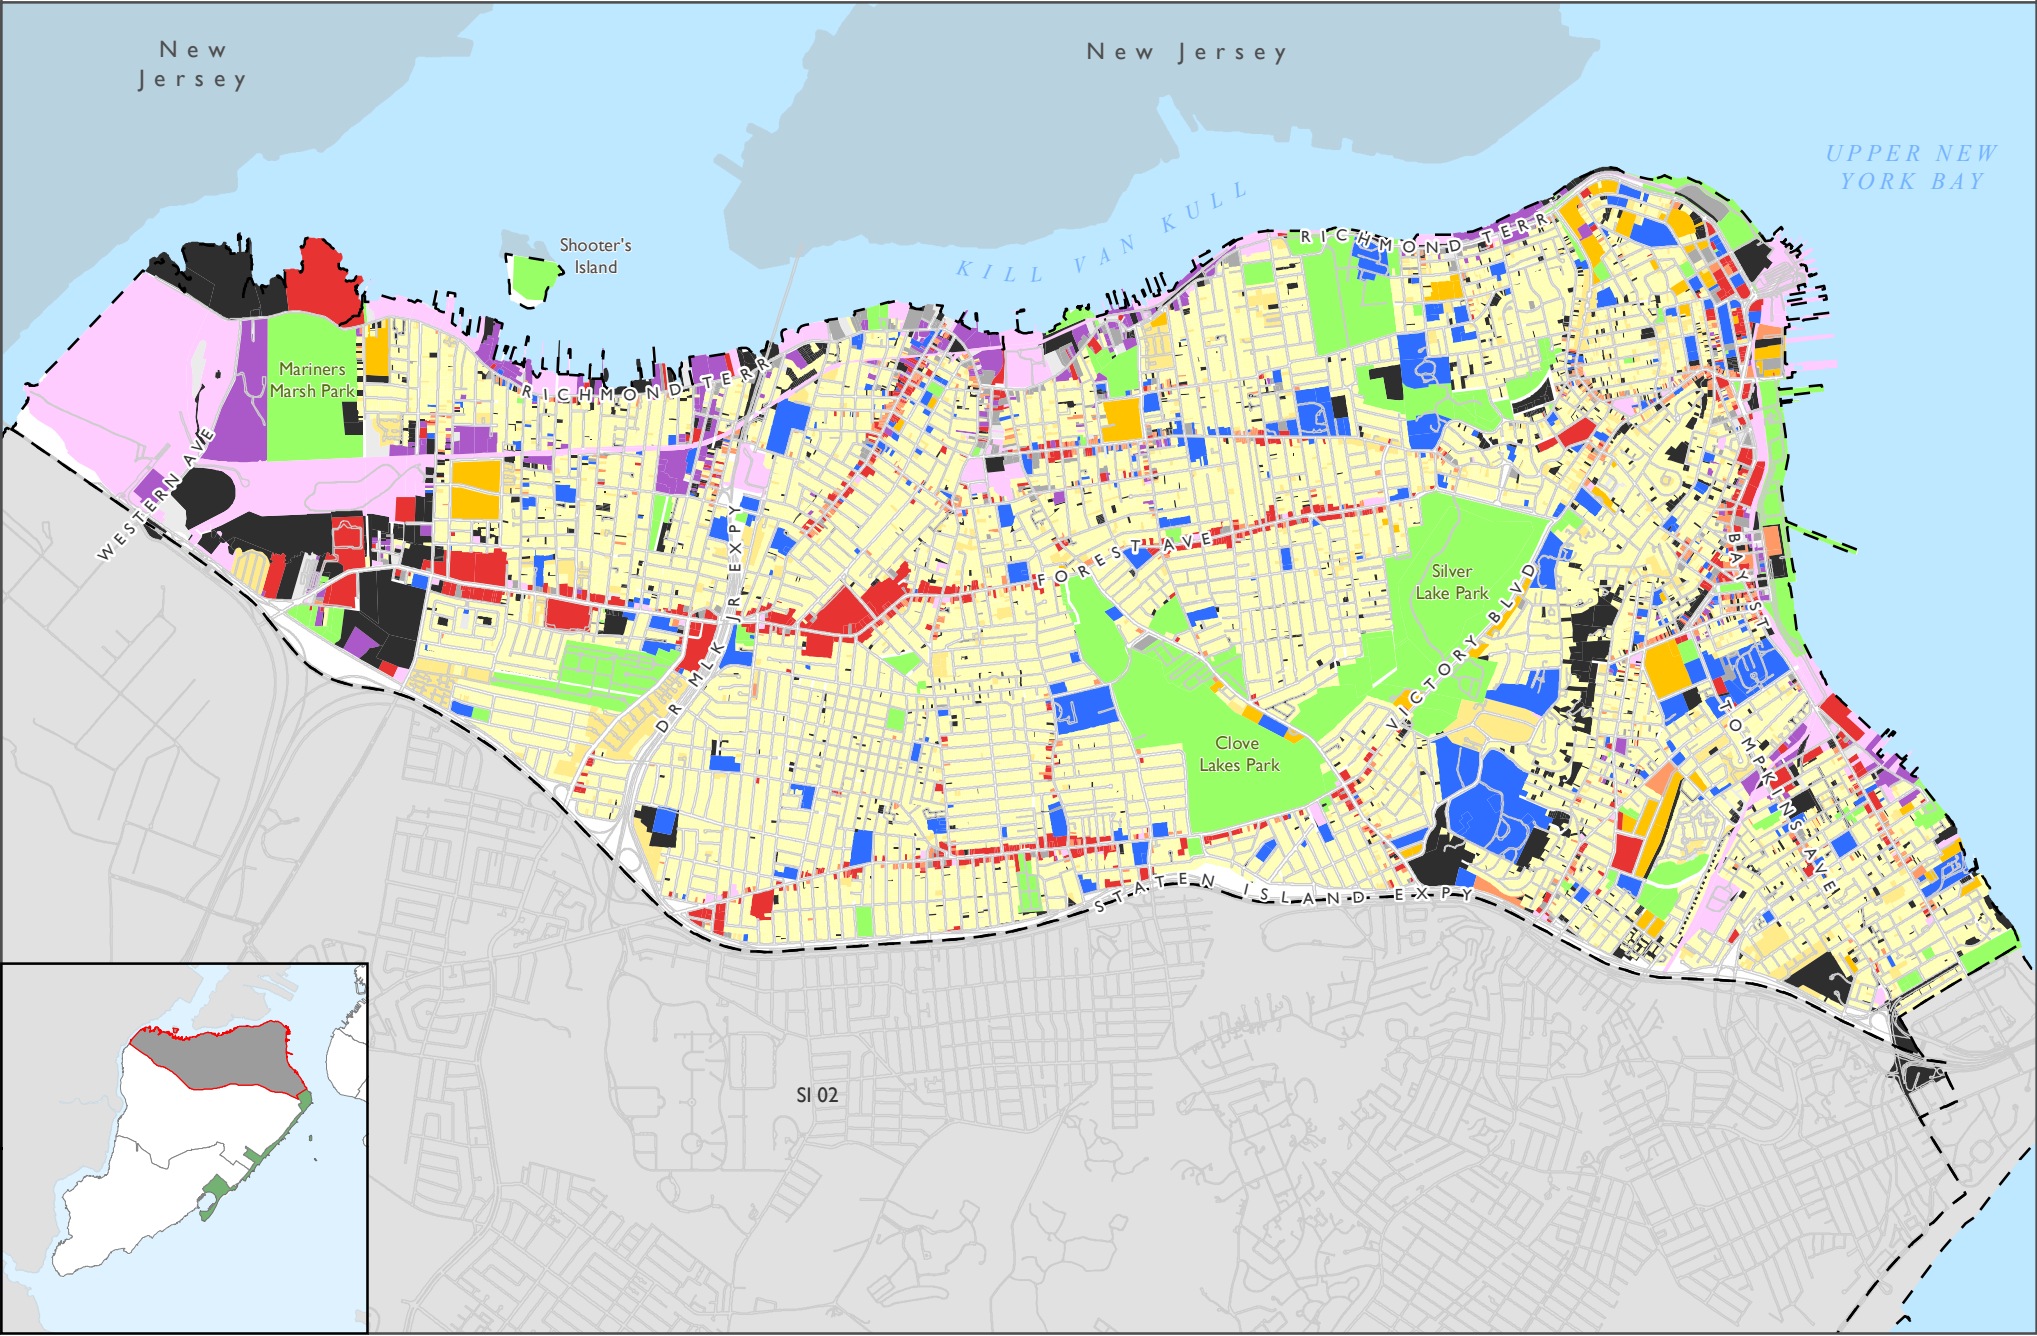 New
Jersey
New Jersey
UPPER NEW
YORK BAY
KILL VAN KULL
Shooter's
Island
RICHMOND TERR
Mariners
Marsh Park
RICHMOND TERR
WESTERN AVE
DR MLK JR EXPY
FOREST AVE
Silver
Lake Park
VICTORY BLVD
BAY ST
TOMPKINS AVE
Clove
Lakes Park
STATEN ISLAND EXPY
SI 02